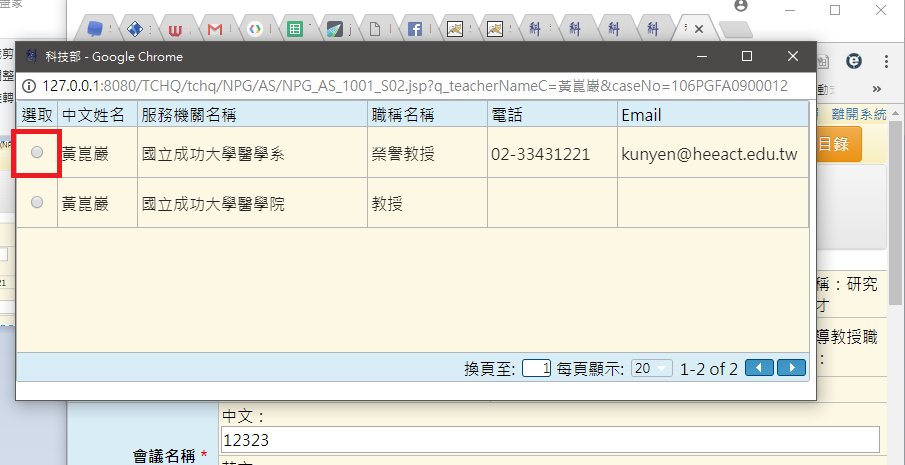 畫家
科技部 - Google Chrome
127.0.0.1:8080/TCHQ/tchq/NPG/AS/NPG_AS_1001_S02.jsp?q_teacherNameC=黃崑巖&caseNo=106PGFA0900012
選取 中文姓名 服務機關名稱 職稱名稱 電話 Email
黃崑巖 國立成功大學醫學系 榮譽教授 02-33431221 kunyen@heeact.edu.tw
黃崑巖 國立成功大學醫學院 教授
換頁至: 1 每頁顯示: 20 1-2 of 2
離開系統
目錄
稱：研究
才
導教授職
：
中文：
會議名稱 *
12323